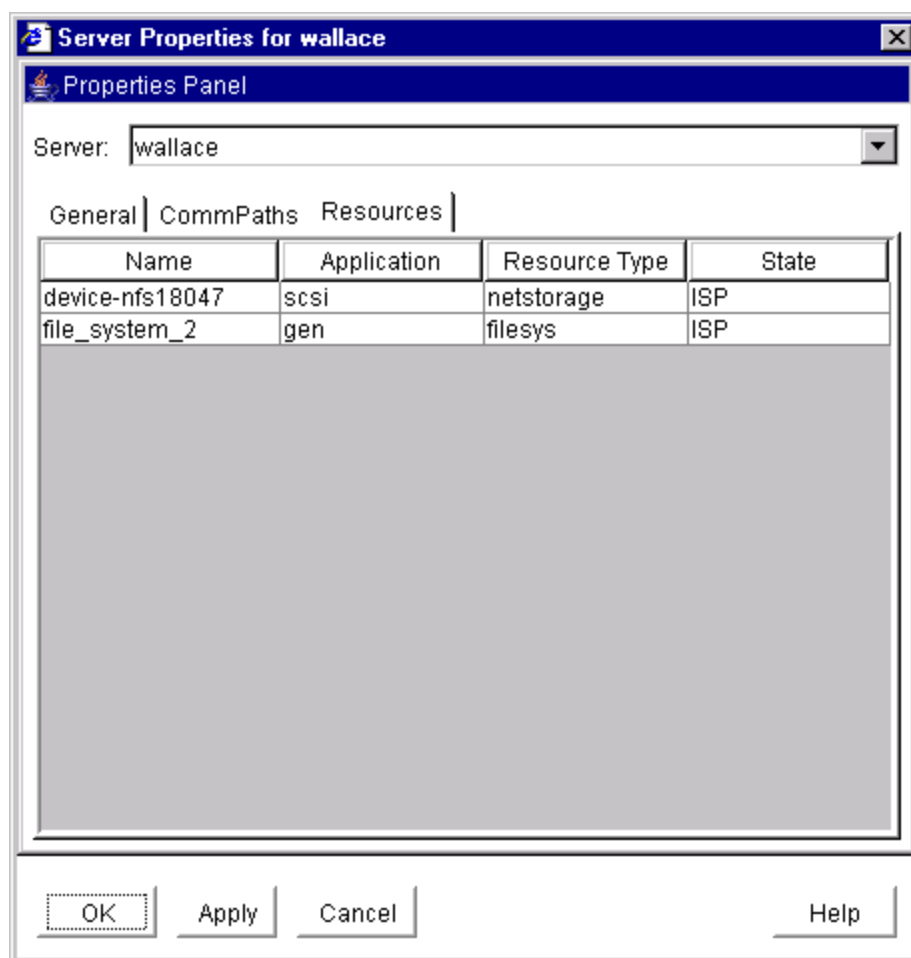 Server Properties for wallace
Properties Panel
Server: wallace
General CommPaths Resources
Name Application Resource Type State
device-nfs18047 scsi netstorage ISP
file_system_2 gen filesys ISP
OK Apply Cancel Help